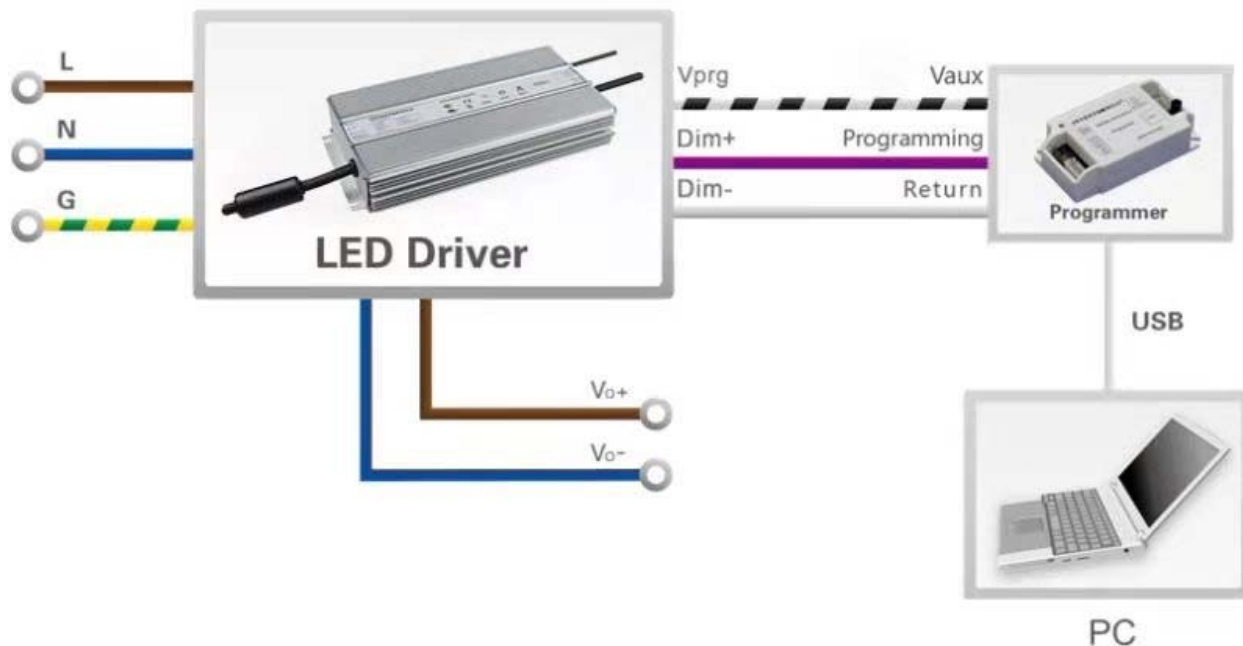 L
N
G
LED Driver
Vprg Vaux
Dim+ Programming
Dim- Return
Programmer
USB
Vo+
Vo-
PC